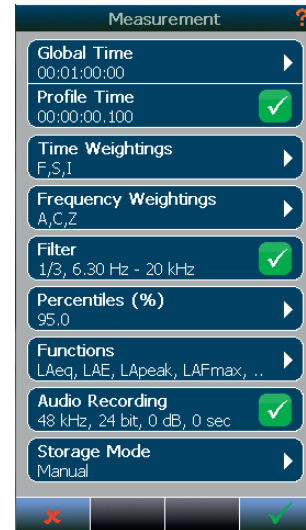 Measurement ?
Global Time
00:01:00:00
Profile Time
00:00:00.100
Time Weightings
F,S,I
Frequency Weightings
A,C,Z
Filter
1/3, 6.30 Hz - 20 kHz
Percentiles (%)
95.0
Functions
LAeq, LAE, LApeak, LAFmax, ..
Audio Recording
48 kHz, 24 bit, 0 dB, 0 sec
Storage Mode
Manual